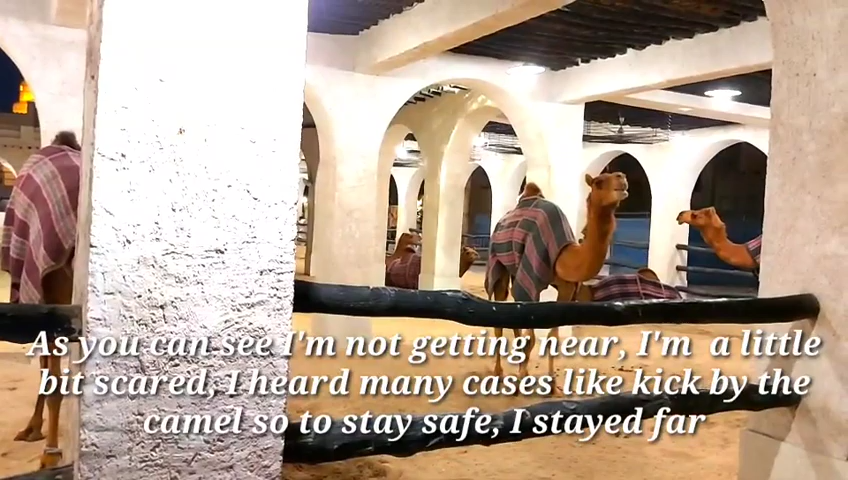 As you can see I'm not getting near, I'm a little
bit scared, I heard many cases like kick by the
camel so to stay safe, I stayed far